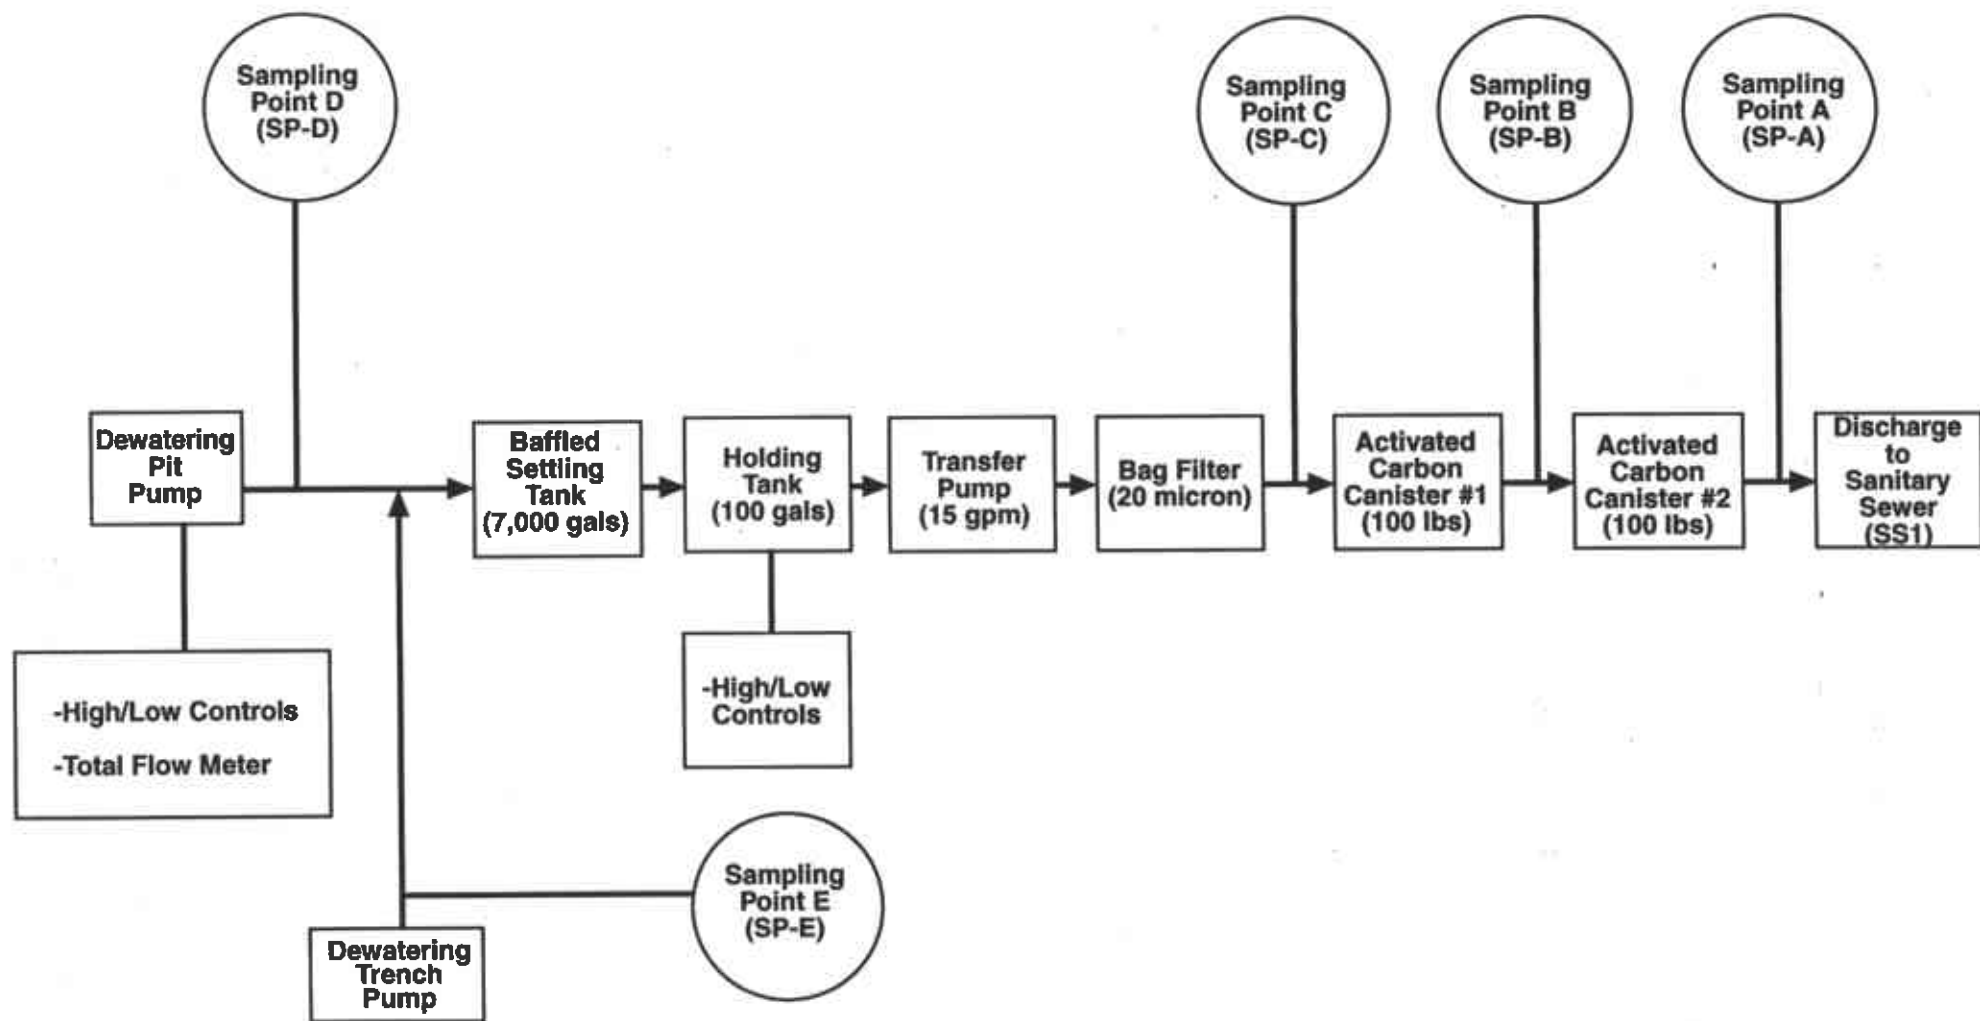 Sampling
Point D
(SP-D)
Sampling
Point C
(SP-C)
Sampling
Point B
(SP-B)
Sampling
Point A
(SP-A)
Dewatering
Pit
Pump
Baffled
Settling
Tank
(7,000 gals)
Holding
Tank
(100 gals)
Transfer
Pump
(15 gpm)
Bag Filter
(20 micron)
Activated
Carbon
Canister #1
(100 lbs)
Activated
Carbon
Canister #2
(100 lbs)
Discharge
to
Sanitary
Sewer
(SS1)
-High/Low Controls
-Total Flow Meter
-High/Low
Controls
Sampling
Point E
(SP-E)
Dewatering
Trench
Pump